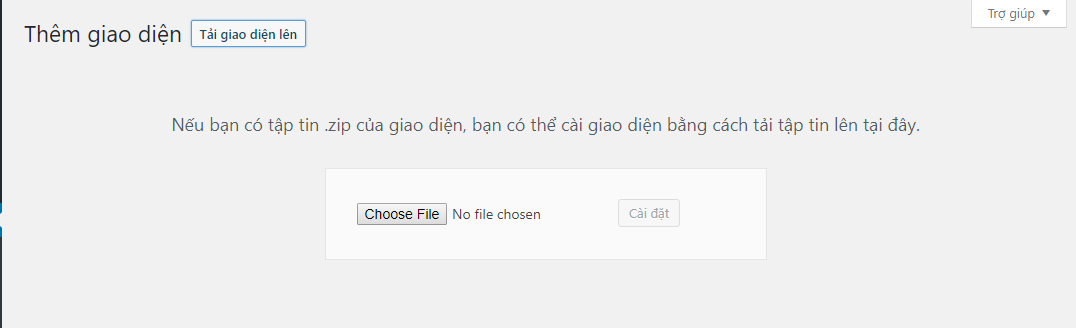 Trợ giúp
Thêm giao diện Tải giao diện lên
Nếu bạn có tập tin .zip của giao diện, bạn có thể cài giao diện bằng cách tải tập tin lên tại đây.
Choose File No file chosen Cài đặt